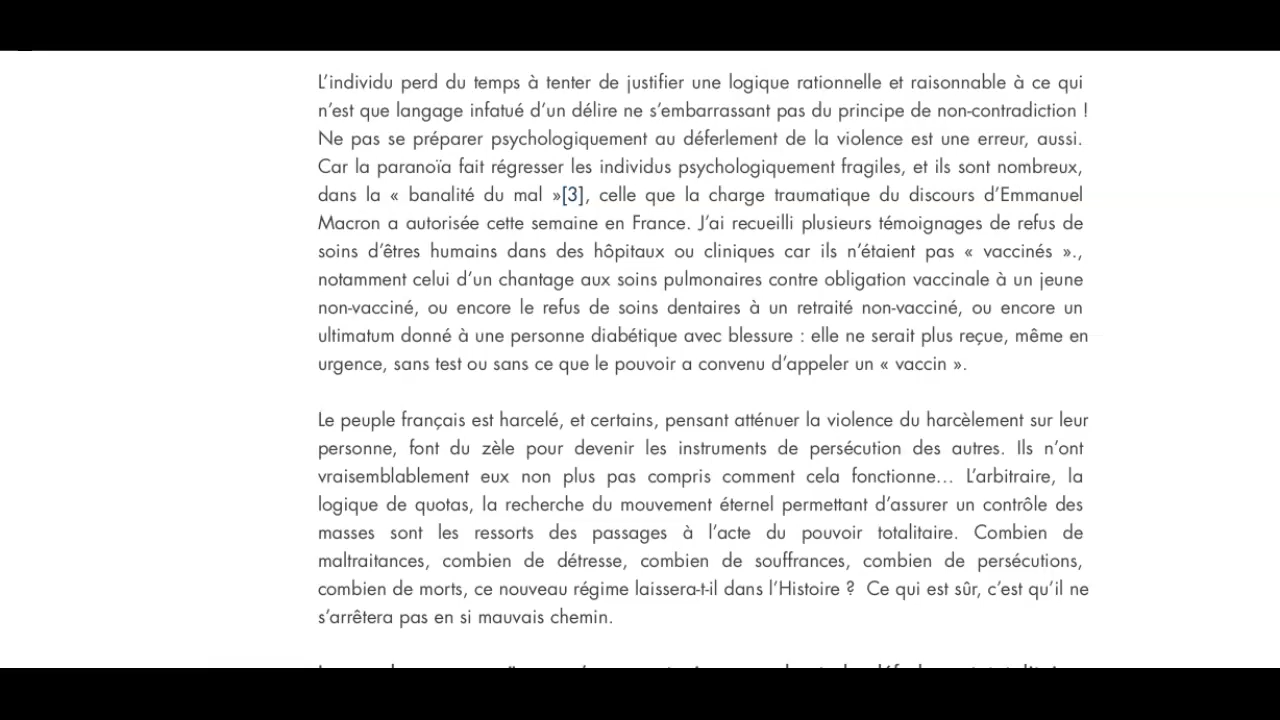 L'individu perd du temps à tenter de justifier une logique rationnelle et raisonnable à ce qui
n'est que langage infatué d'un délire ne s'embarrassant pas du principe de non-contradiction !
Ne pas se préparer psychologiquement au déferlement de la violence est une erreur, aussi.
Car la paranoïa fait régresser les individus psychologiquement fragiles, et ils sont nombreux,
dans la « banalité du mal »[3], celle que la charge traumatique du discours d'Emmanuel
Macron a autorisée cette semaine en France. J'ai recueilli plusieurs témoignages de refus de
soins d'êtres humains dans des hôpitaux ou cliniques car ils n'étaient pas « vaccinés ».,
notamment celui d'un chantage aux soins pulmonaires contre obligation vaccinale à un jeune
non-vacciné, ou encore le refus de soins dentaires à un retraité non-vacciné, ou encore un
ultimatum donné à une personne diabétique avec blessure : elle ne serait plus reçue, même en
urgence, sans test ou sans ce que le pouvoir a convenu d'appeler un « vaccin ».
Le peuple français est harcelé, et certains, pensant atténuer la violence du harcèlement sur leur
personne, font du zèle pour devenir les instruments de persécution des autres. Ils n'ont
vraisemblablement eux non plus pas compris comment cela fonctionne… L'arbitraire, la
logique de quotas, la recherche du mouvement éternel permettant d'assurer un contrôle des
masses sont les ressorts des passages à l'acte du pouvoir totalitaire. Combien de
maltraitances, combien de détresse, combien de souffrances, combien de persécutions,
combien de morts, ce nouveau régime laissera-t-il dans l'Histoire ?  Ce qui est sûr, c'est qu'il ne
s'arrêtera pas en si mauvais chemin.